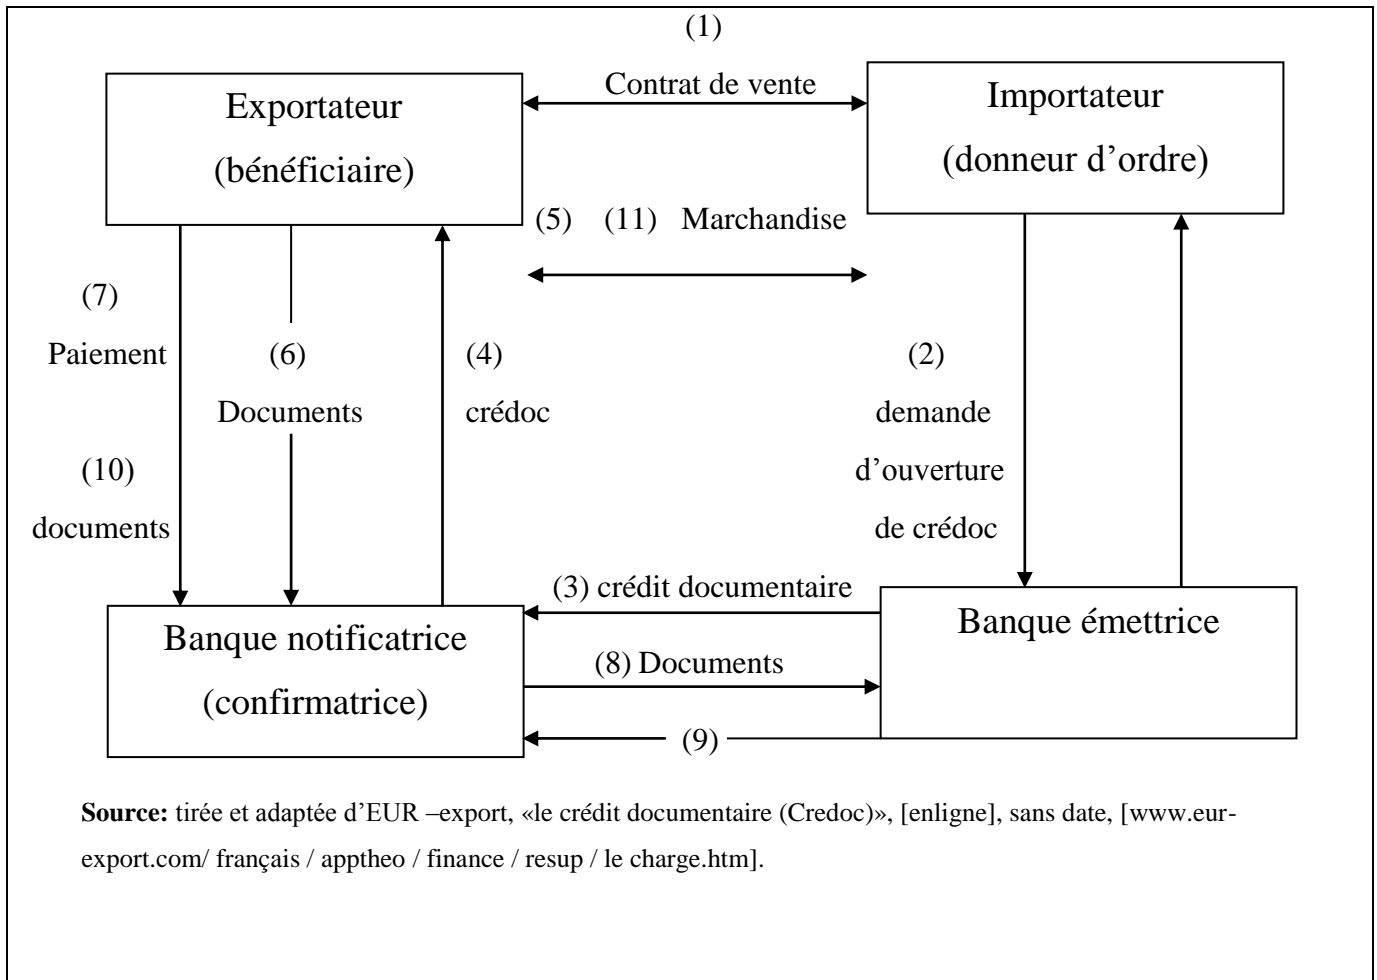 (1)
Contrat de vente
Exportateur
(bénéficiaire)
Importateur
(donneur d’ordre)
(5) (11) Marchandise
(7)
Paiement
(6)
Documents
(4)
crédoc
(2)
demande
d’ouverture
de crédoc
(10)
documents
(3) crédit documentaire
Banque notificatrice
(confirmatrice)
Banque émettrice
(8) Documents
(9)
Source: tirée et adaptée d’EUR –export, «le crédit documentaire (Credoc)», [enligne], sans date, [www.eur-
export.com/ français / apptheo / finance / resup / le charge.htm].